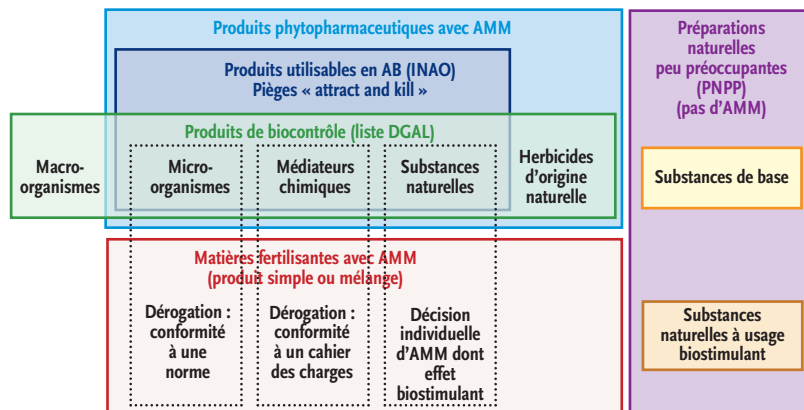 Produits phytopharmaceutiques avec AMM
Produits utilisables en AB (INAO)
Pièges « attract and kill »
Produits de biocontrôle (liste DGAL)
Macro-
organismes
Micro-
organismes
Médiateurs
chimiques
Substances
naturelles
Herbicides
d’origine
naturelle
Matières fertilisantes avec AMM
(produit simple ou mélange)
Dérogation :
conformité
à une
norme
Dérogation :
conformité
à un cahier
des charges
Décision
individuelle
d’AMM dont
effet
biostimulant
Préparations
naturelles
peu préoccupantes
(PNPP)
(pas d’AMM)
Substances de base
Substances
naturelles à usage
biostimulant